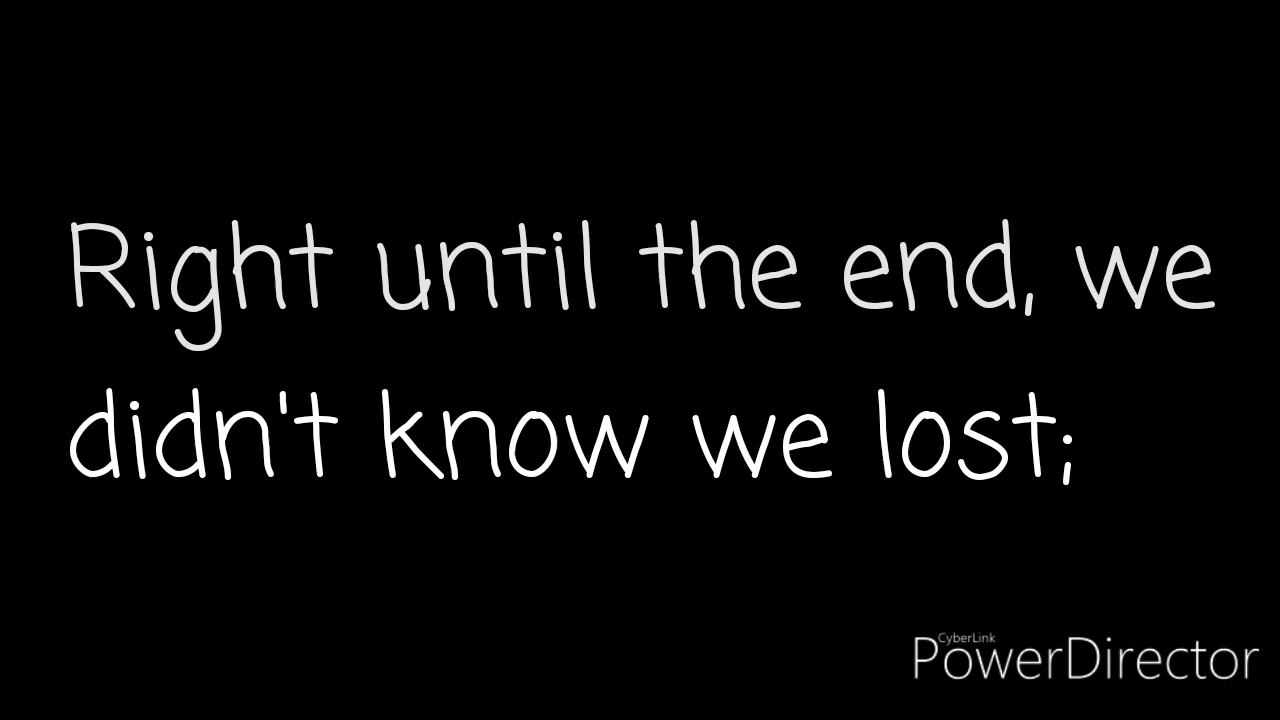 Right until the end, we
didn't know we lost;
CyberLink
PowerDirector